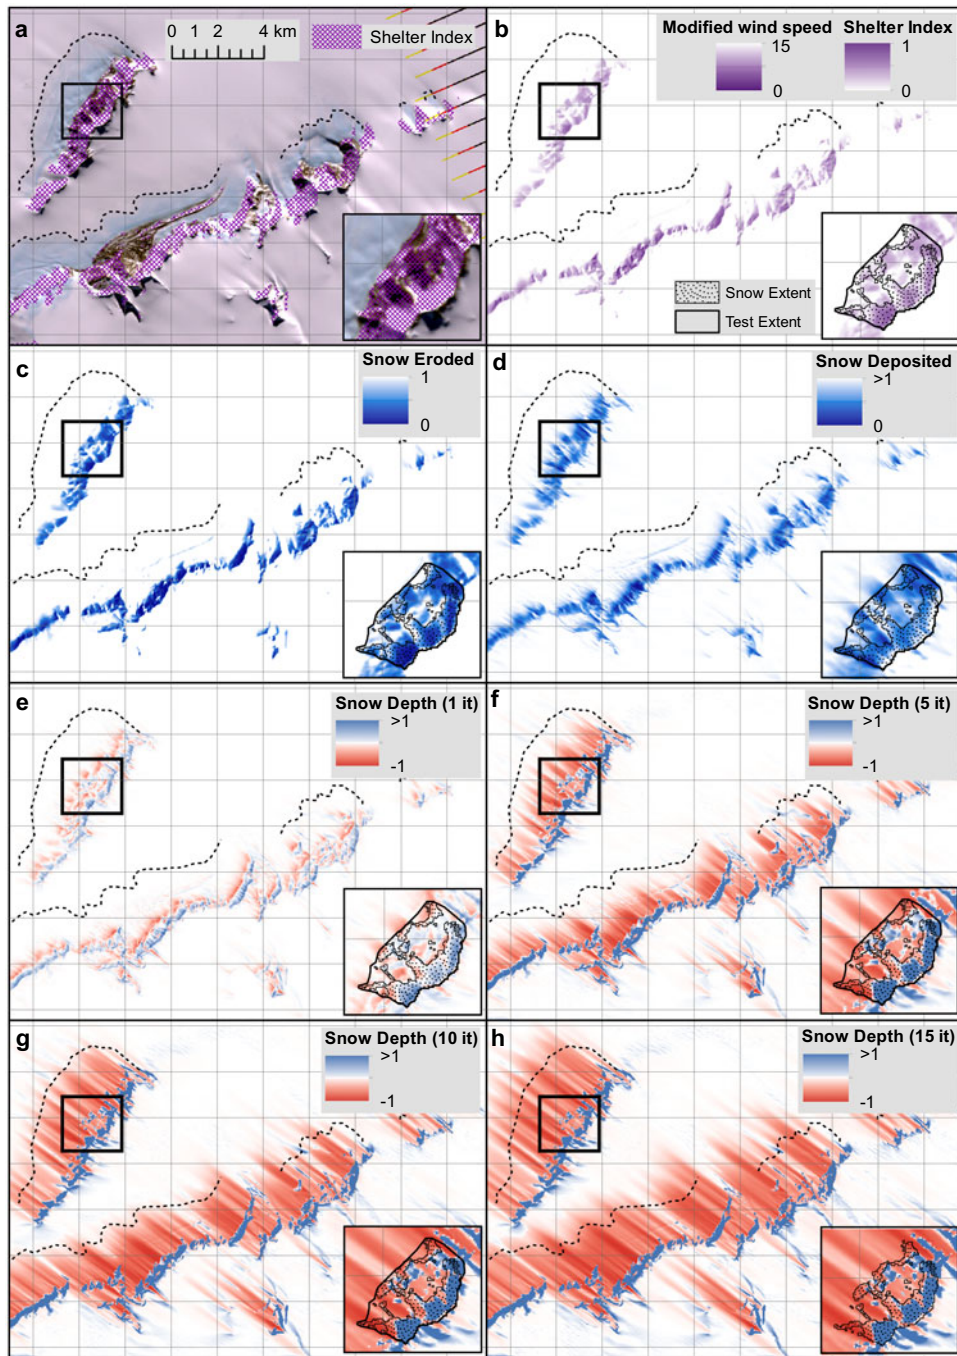 a
0 1 2 4 km
Shelter Index
b
Modified wind speed
15
0
Shelter Index
1
0
Snow Extent
Test Extent
c
Snow Eroded
1
0
d
Snow Deposited
>1
0
e
Snow Depth (1 it)
>1
-1
f
Snow Depth (5 it)
>1
-1
g
Snow Depth (10 it)
>1
-1
h
Snow Depth (15 it)
>1
-1